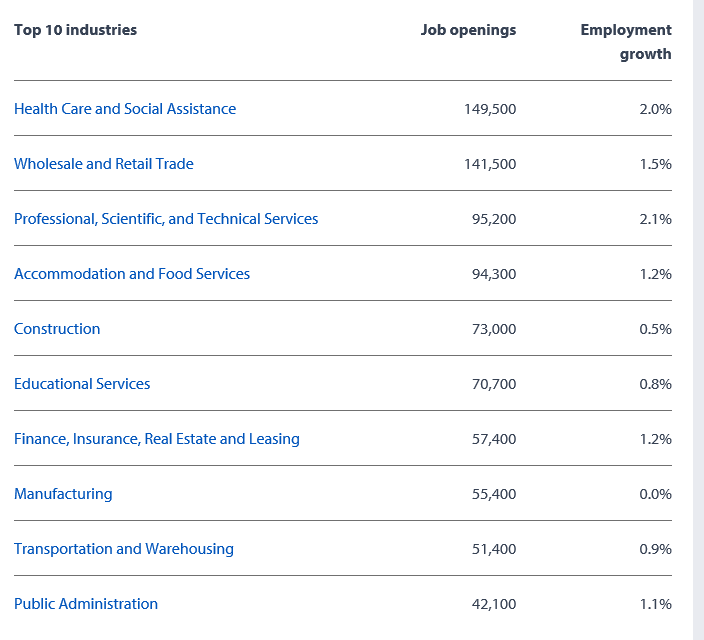 Top 10 industries Job openings Employment
growth
Health Care and Social Assistance 149,500 2.0%
Wholesale and Retail Trade 141,500 1.5%
Professional, Scientific, and Technical Services 95,200 2.1%
Accommodation and Food Services 94,300 1.2%
Construction 73,000 0.5%
Educational Services 70,700 0.8%
Finance, Insurance, Real Estate and Leasing 57,400 1.2%
Manufacturing 55,400 0.0%
Transportation and Warehousing 51,400 0.9%
Public Administration 42,100 1.1%